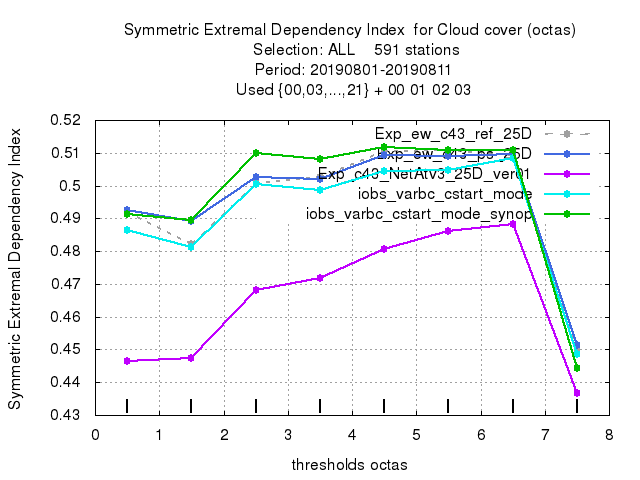 Symmetric Extremal Dependency Index  for Cloud cover (octas)
Selection: ALL    591 stations
Period: 20190801-20190811
Used {00,03,...,21} + 00 01 02 03
Symmetric Extremal Dependency Index
0.52
0.51
0.5
0.49
0.48
0.47
0.46
0.45
0.44
0.43
Exp_ew_c43_ref_25D
Exp_ew_c43_ps_25D
Exp_c43_NetAtv3_25D_ver01
iobs_varbc_cstart_mode
iobs_varbc_cstart_mode_synop
0 1 2 3 4 5 6 7 8
thresholds octas